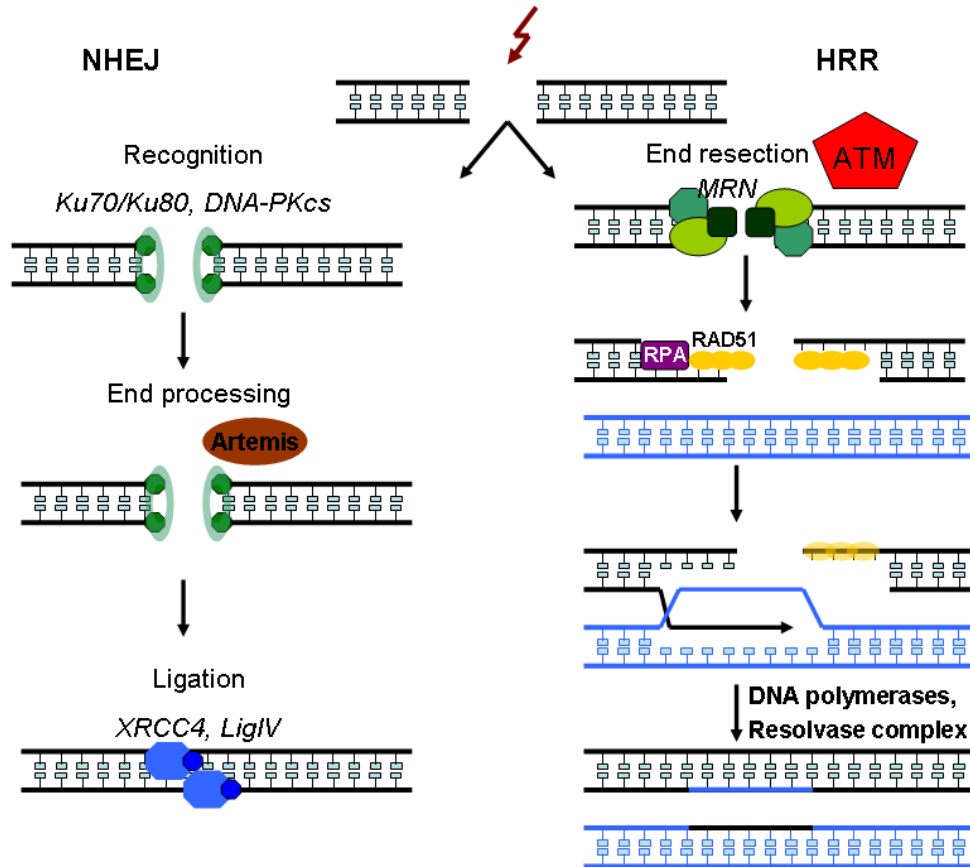 NHEJ
HRR
Recognition
Ku70/Ku80, DNA-PKcs
End processing
Artemis
Ligation
XRCC4, LigIV
End resection
MRN
ATM
RAD51
RPA
DNA polymerases,
Resolvase complex